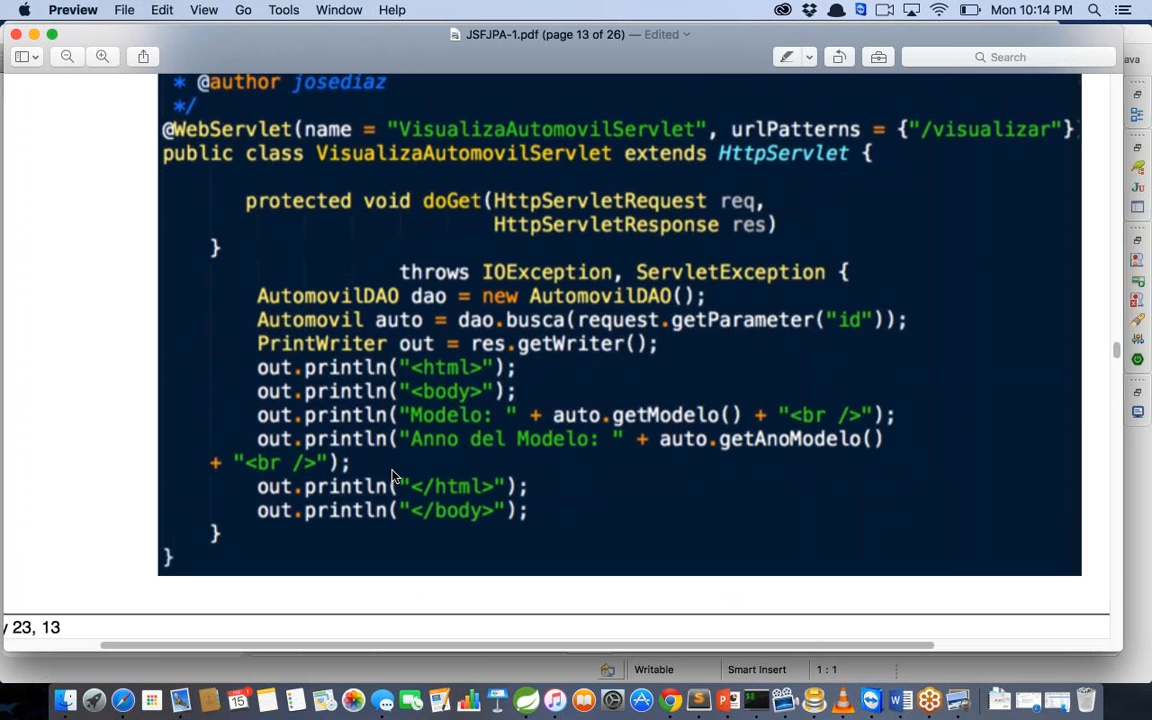 Preview File Edit View Go Tools Window Help Mon 10:14 PM
JSFJPA-1.pdf (page 13 of 26) — Edited
Search
ava
* @author josediaz
*/
@WebServlet(name = "VisualizaAutomovilServlet", urlPatterns = {"/visualizar"}
public class VisualizaAutomovilServlet extends HttpServlet {
protected void doGet(HttpServletRequest req,
HttpServletResponse res)
}
throws IOException, ServletException {
AutomovilDAO dao = new AutomovilDAO();
Automovil auto = dao.busca(request.getParameter("id"));
PrintWriter out = res.getWriter();
out.println("<html>");
out.println("<body>");
out.println("Modelo: " + auto.getModelo() + "<br />");
out.println("Anno del Modelo: " + auto.getAnoModelo()
+ "<br />");
out.println("</html>");
out.println("</body>");
}
}
y 23, 13
Writable Smart Insert 1 : 1